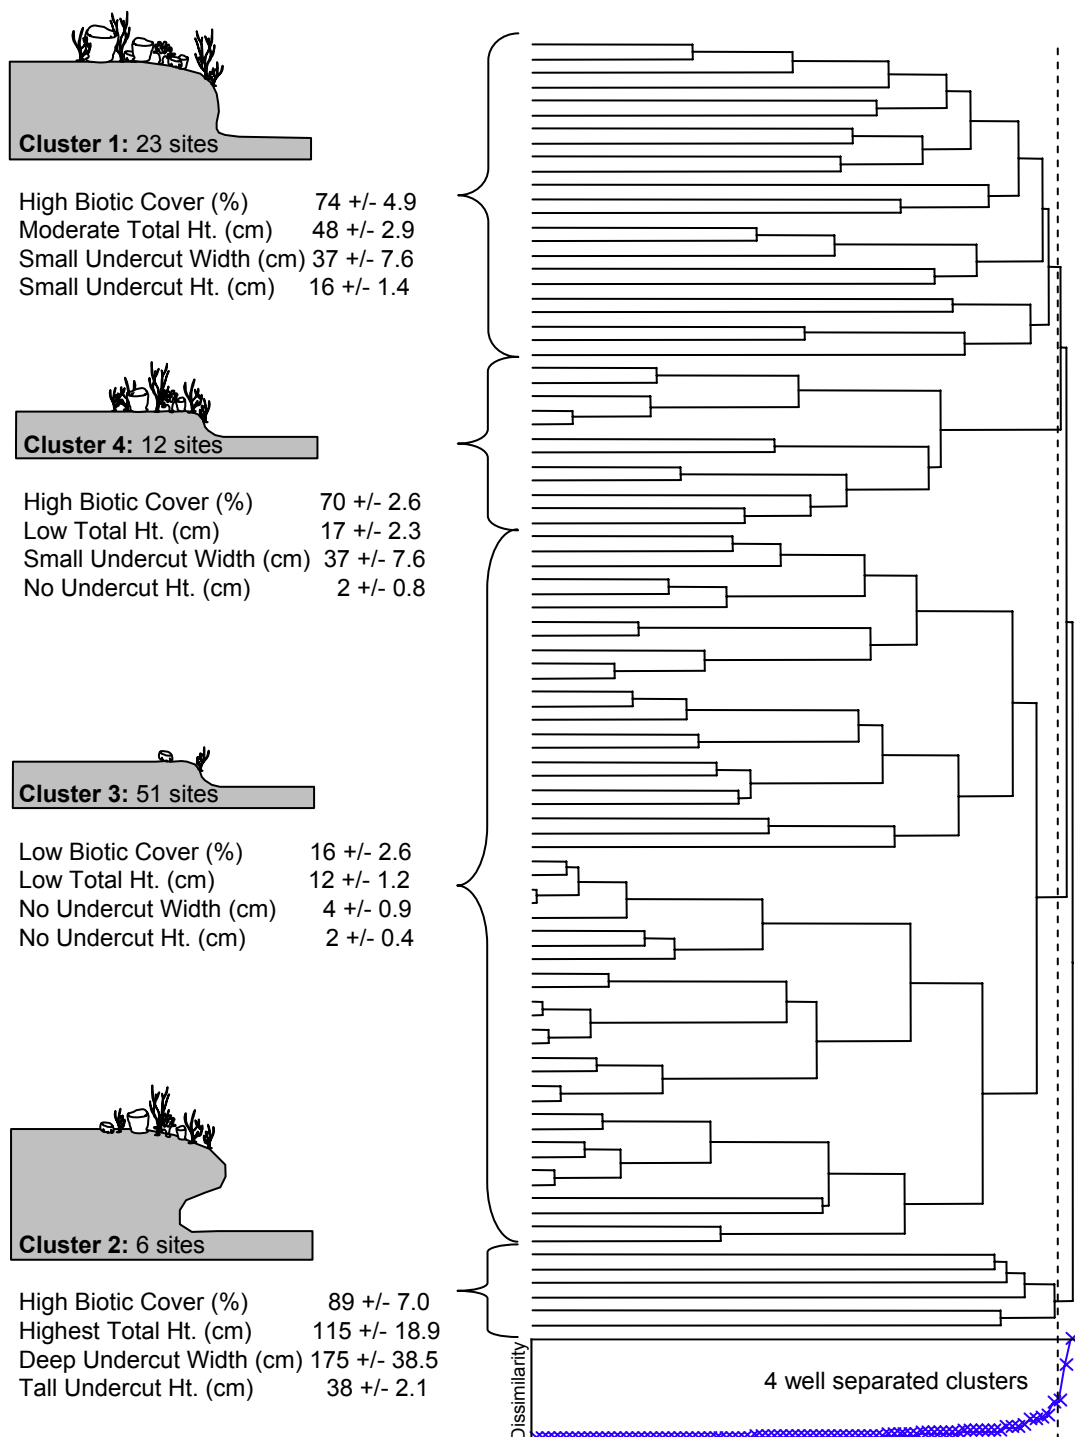 Cluster 1: 23 sites
High Biotic Cover (%) 74 +/- 4.9
Moderate Total Ht. (cm) 48 +/- 2.9
Small Undercut Width (cm) 37 +/- 7.6
Small Undercut Ht. (cm) 16 +/- 1.4
Cluster 4: 12 sites
High Biotic Cover (%) 70 +/- 2.6
Low Total Ht. (cm) 17 +/- 2.3
Small Undercut Width (cm) 37 +/- 7.6
No Undercut Ht. (cm) 2 +/- 0.8
Cluster 3: 51 sites
Low Biotic Cover (%) 16 +/- 2.6
Low Total Ht. (cm) 12 +/- 1.2
No Undercut Width (cm) 4 +/- 0.9
No Undercut Ht. (cm) 2 +/- 0.4
Cluster 2: 6 sites
High Biotic Cover (%) 89 +/- 7.0
Highest Total Ht. (cm) 115 +/- 18.9
Deep Undercut Width (cm) 175 +/- 38.5
Tall Undercut Ht. (cm) 38 +/- 2.1
Dissimilarity
4 well separated clusters